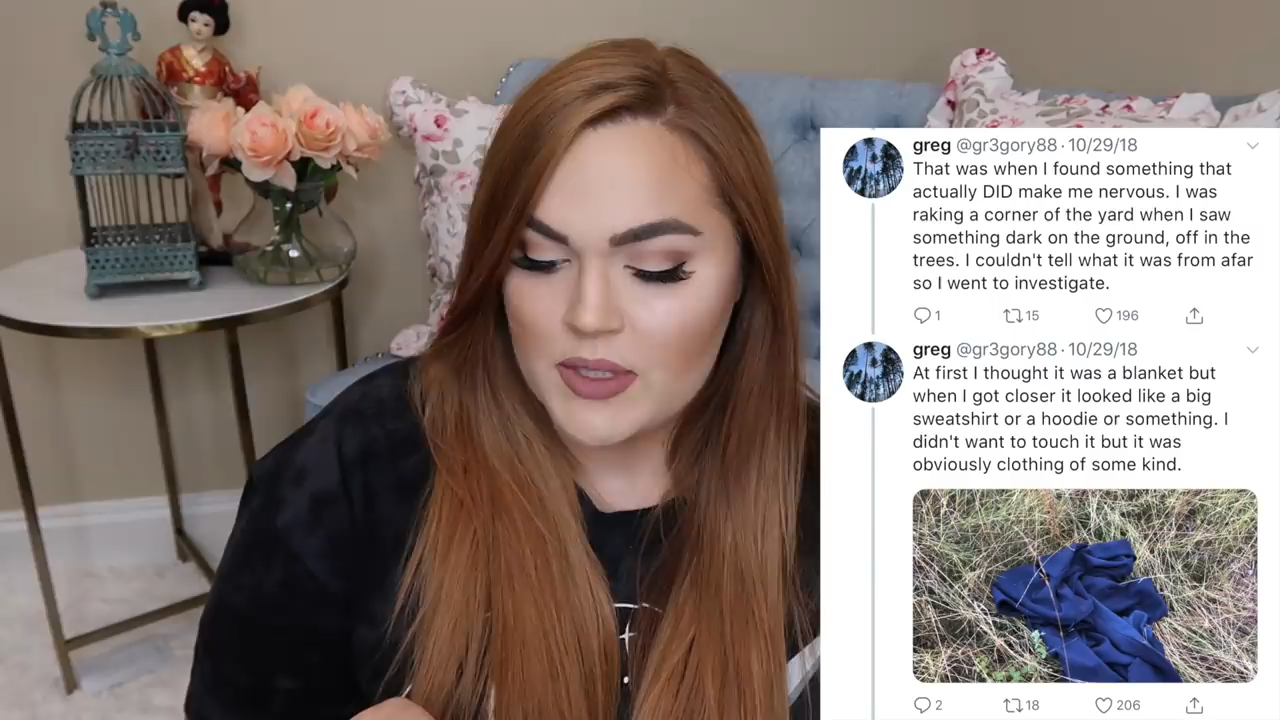 greg @gr3gory88 · 10/29/18
That was when I found something that
actually DID make me nervous. I was
raking a corner of the yard when I saw
something dark on the ground, off in the
trees. I couldn't tell what it was from afar
so I went to investigate.
1 15 196
greg @gr3gory88 · 10/29/18
At first I thought it was a blanket but
when I got closer it looked like a big
sweatshirt or a hoodie or something. I
didn't want to touch it but it was
obviously clothing of some kind.
2 18 206